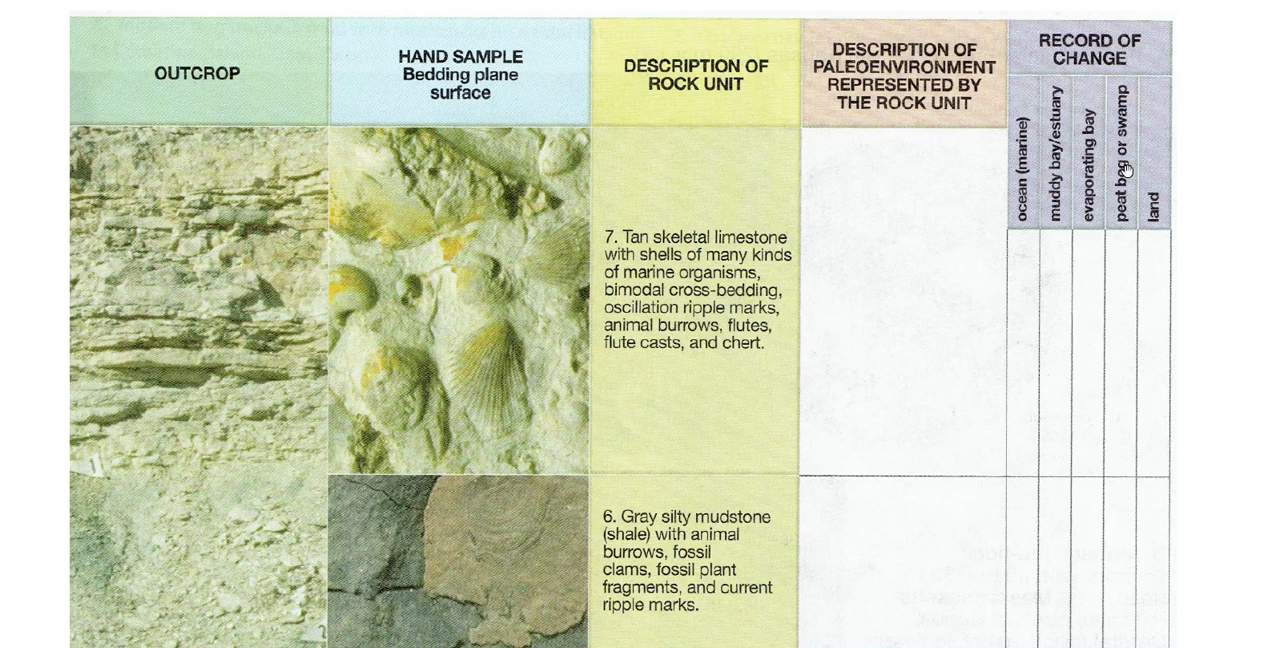 OUTCROP
HAND SAMPLE
Bedding plane
surface
DESCRIPTION OF
ROCK UNIT
DESCRIPTION OF
PALEOENVIRONMENT
REPRESENTED BY
THE ROCK UNIT
RECORD OF
CHANGE
ocean (marine)
muddy bay/estuary
evaporating bay
peat bog or swamp
land
7. Tan skeletal limestone
with shells of many kinds
of marine organisms,
bimodal cross-bedding,
oscillation ripple marks,
animal burrows, flutes,
flute casts, and chert.
1
6. Gray silty mudstone
(shale) with animal
burrows, fossil
clams, fossil plant
fragments, and current
ripple marks.